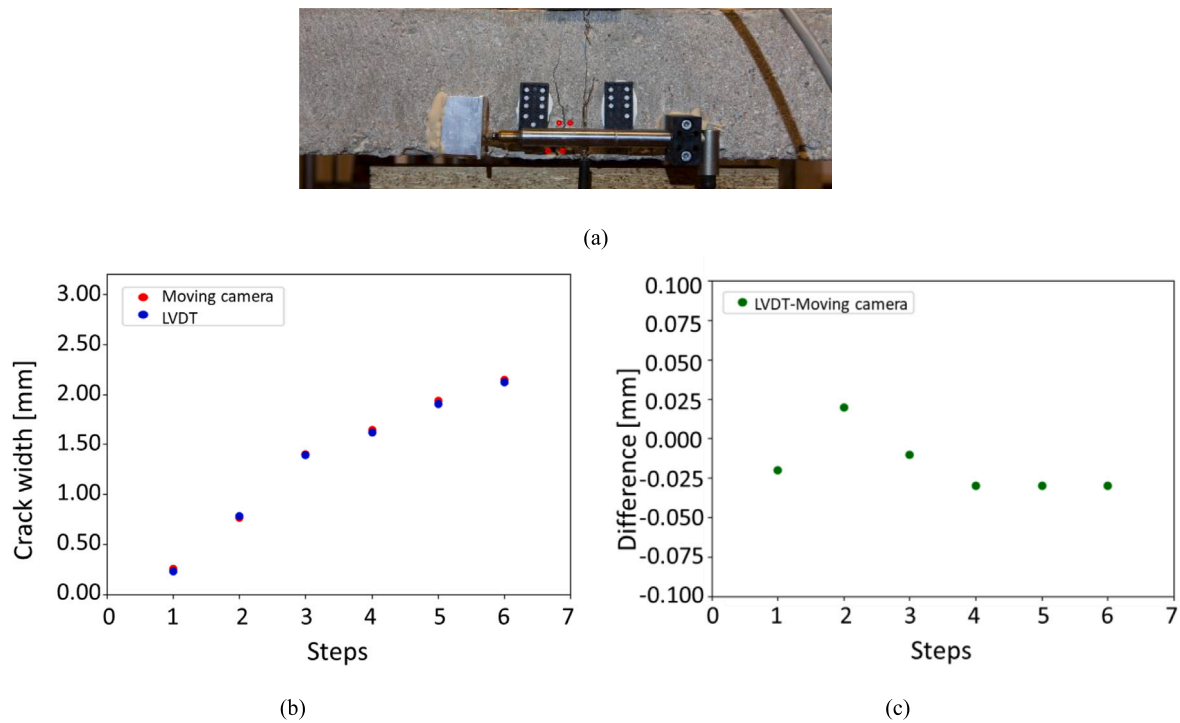 (a)
3.00
2.50
2.00
1.50
1.00
0.50
0.00
Crack width [mm]
Moving camera
LVDT
0 1 2 3 4 5 6 7
Steps
(b)
0.100
0.075
0.050
0.025
0.000
-0.025
-0.050
-0.075
-0.100
Difference [mm]
LVDT-Moving camera
0 1 2 3 4 5 6 7
Steps
(c)